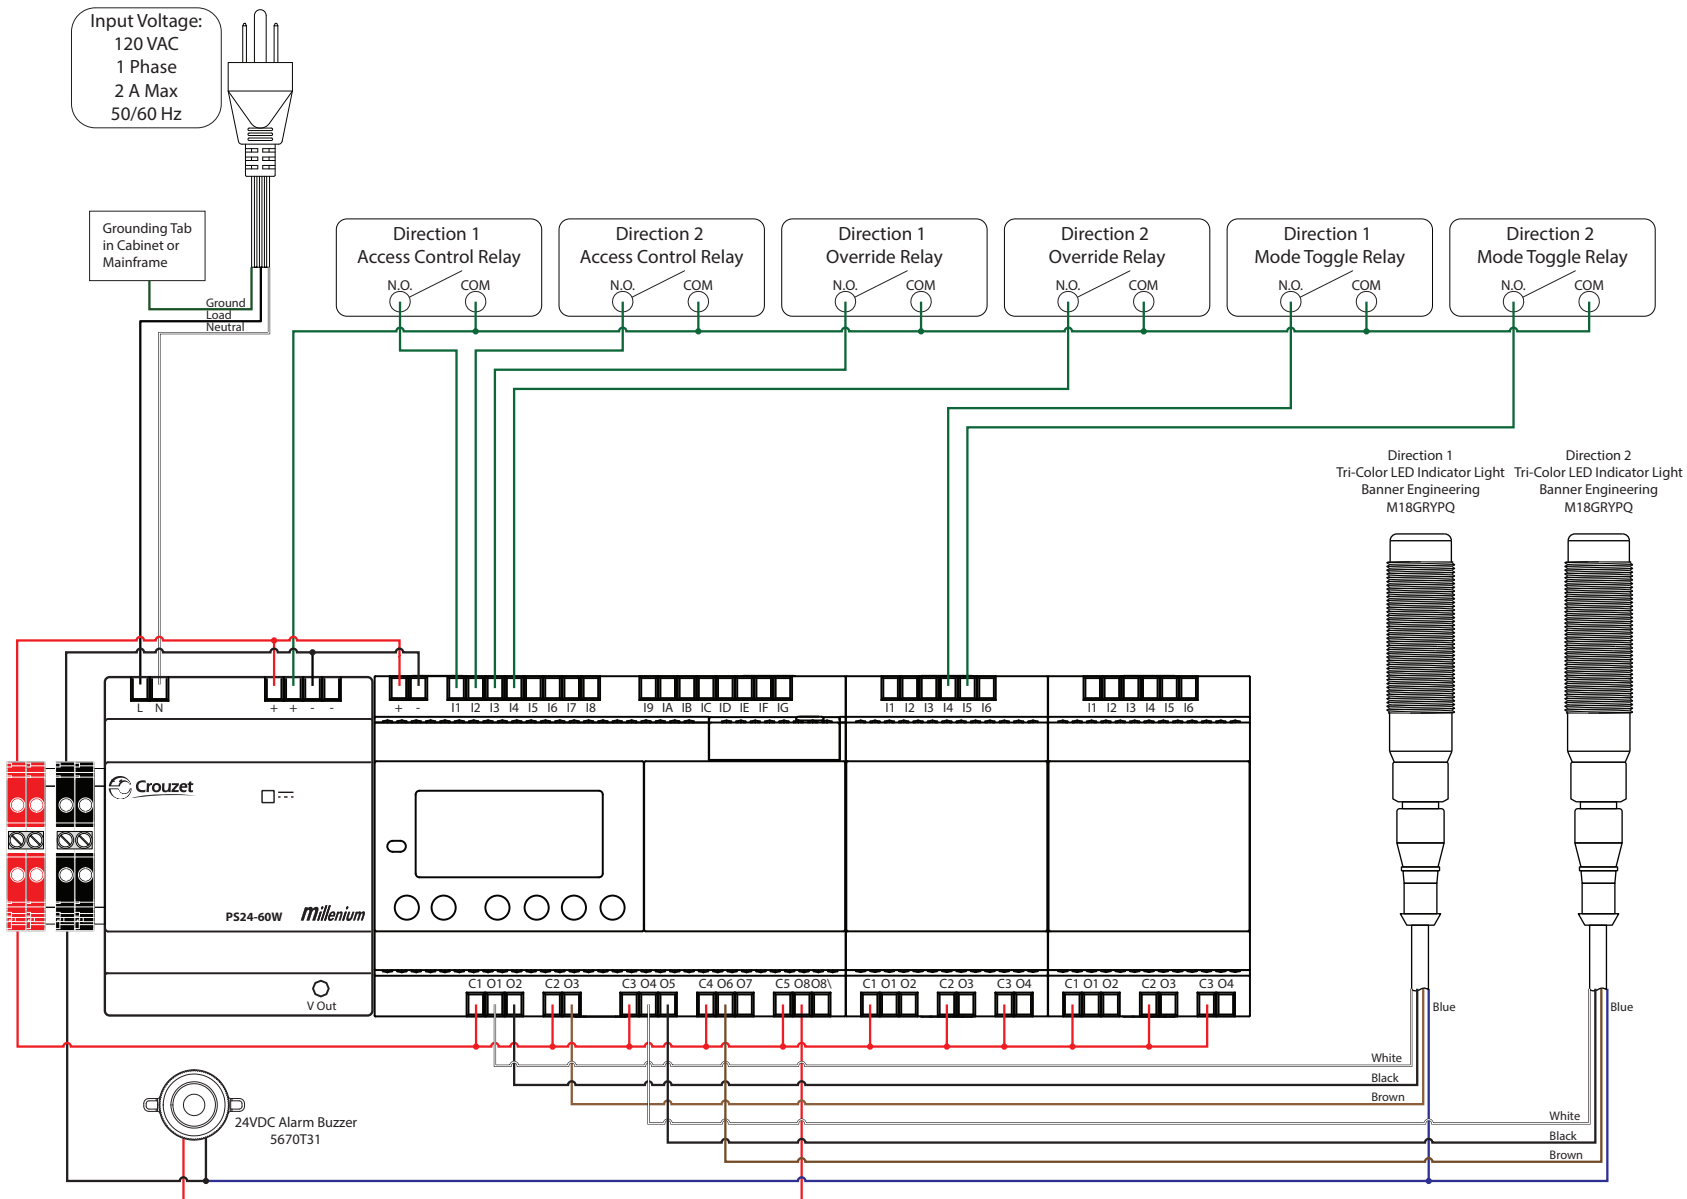 Input Voltage:
120 VAC
1 Phase
2 A Max
50/60 Hz
Grounding Tab
in Cabinet or
Mainframe
Ground
Load
Neutral
Direction 1
Access Control Relay
N.O. COM
Direction 2
Access Control Relay
N.O. COM
Direction 1
Override Relay
N.O. COM
Direction 2
Override Relay
N.O. COM
Direction 1
Mode Toggle Relay
N.O. COM
Direction 2
Mode Toggle Relay
N.O. COM
Direction 1
Tri-Color LED Indicator Light
Banner Engineering
M18GRYPQ
Direction 2
Tri-Color LED Indicator Light
Banner Engineering
M18GRYPQ
L N
+ + - -
+ -
I1 I2 I3 I4 I5 I6 I7 I8
I9 IA IB IC ID IE IF IG
I1 I2 I3 I4 I5 I6
I1 I2 I3 I4 I5 I6
Crouzet
PS24-60W Millenium
V Out
C1 O1 O2
C2 O3
C3 O4 O5
C4 O6 O7
C5 O8 O8\
C1 O1 O2
C2 O3
C3 O4
C1 O1 O2
C2 O3
C3 O4
Blue
Blue
White
Black
Brown
White
Black
Brown
24VDC Alarm Buzzer
5670T31